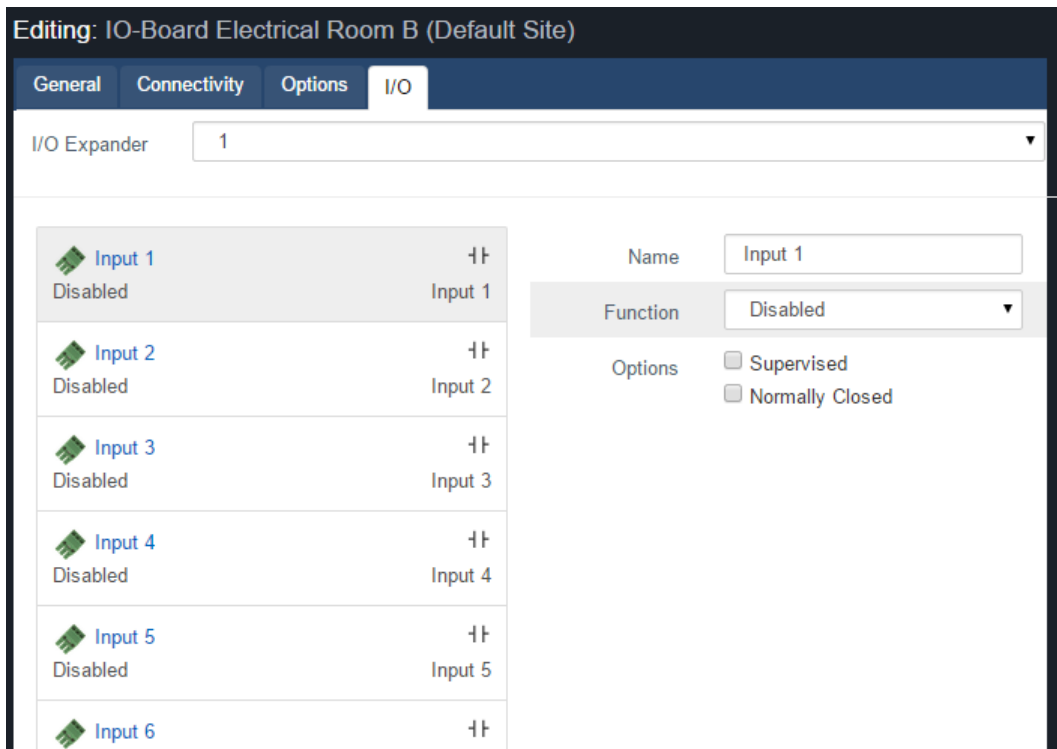 Editing: IO-Board Electrical Room B (Default Site)
General Connectivity Options I/O
I/O Expander 1
Input 1
Disabled Input 1
Input 2
Disabled Input 2
Input 3
Disabled Input 3
Input 4
Disabled Input 4
Input 5
Disabled Input 5
Input 6
Name Input 1
Function Disabled
Options Supervised
Normally Closed